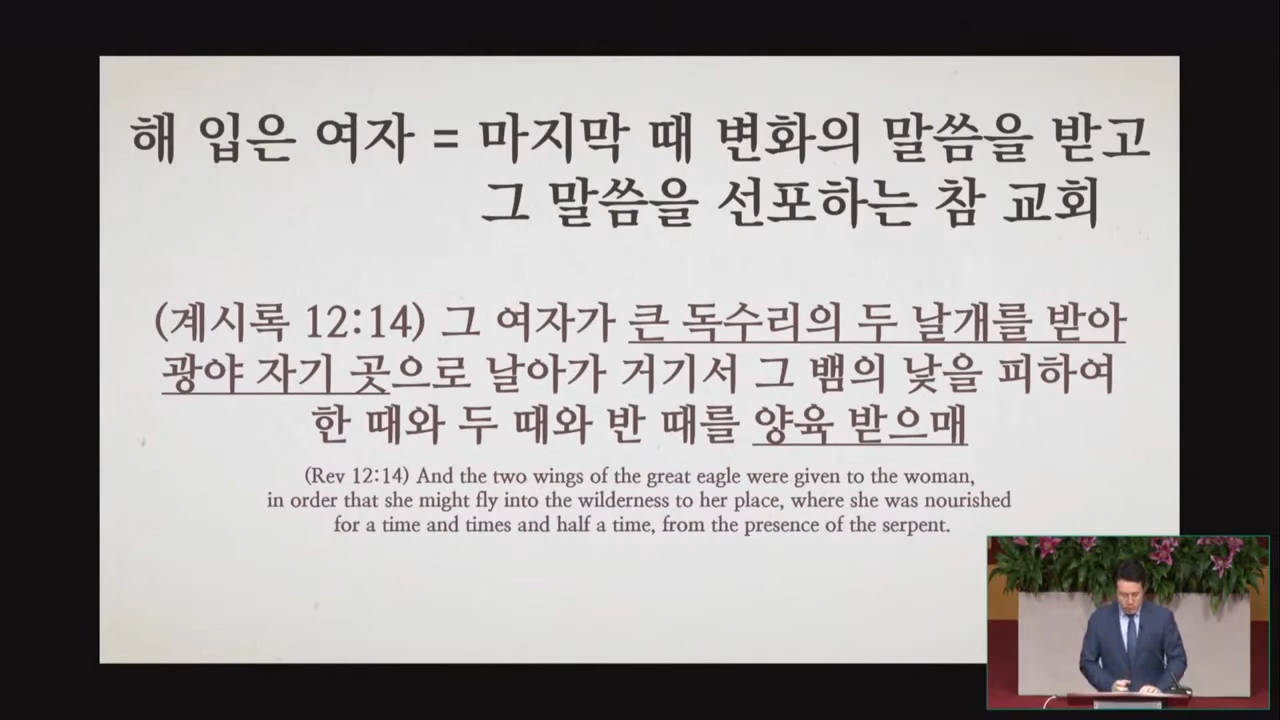 해 입은 여자 = 마지막 때 변화의 말씀을 받고
그 말씀을 선포하는 참 교회
(계시록 12:14) 그 여자가 큰 독수리의 두 날개를 받아
광야 자기 곳으로 날아가 거기서 그 뱀의 낯을 피하여
한 때와 두 때와 반 때를 양육 받으매
(Rev 12:14) And the two wings of the great eagle were given to the woman,
in order that she might fly into the wilderness to her place, where she was nourished
for a time and times and half a time, from the presence of the serpent.